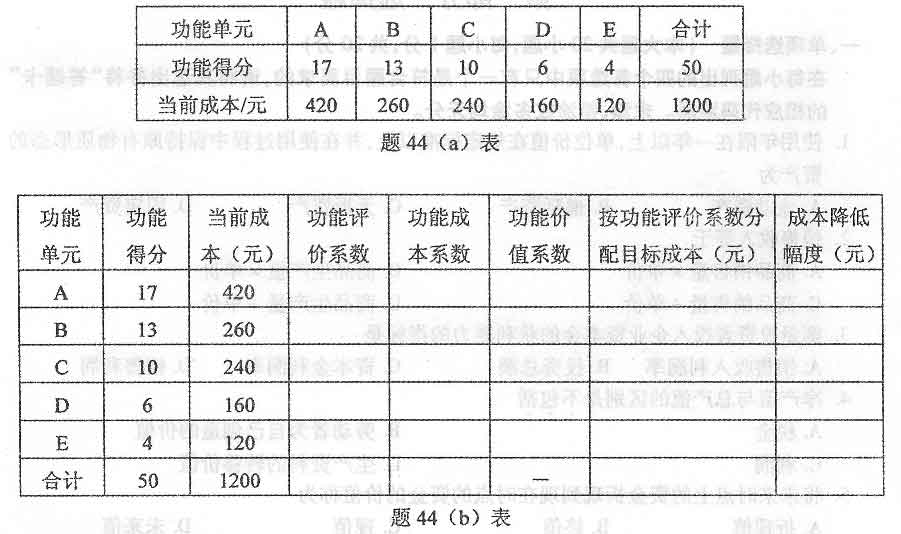 功能单元 A B C D E 合计
功能得分 17 13 10 6 4 50
当前成本/元 420 260 240 160 120 1200
题44（a）表
功能单元 功能得分 当前成本（元） 功能评价系数 功能成本系数 功能价值系数 按功能评价系数分配目标成本（元） 成本降低幅度（元）
A 17 420
B 13 260
C 10 240
D 6 160
E 4 120
合计 50 1200 —
题44（b）表